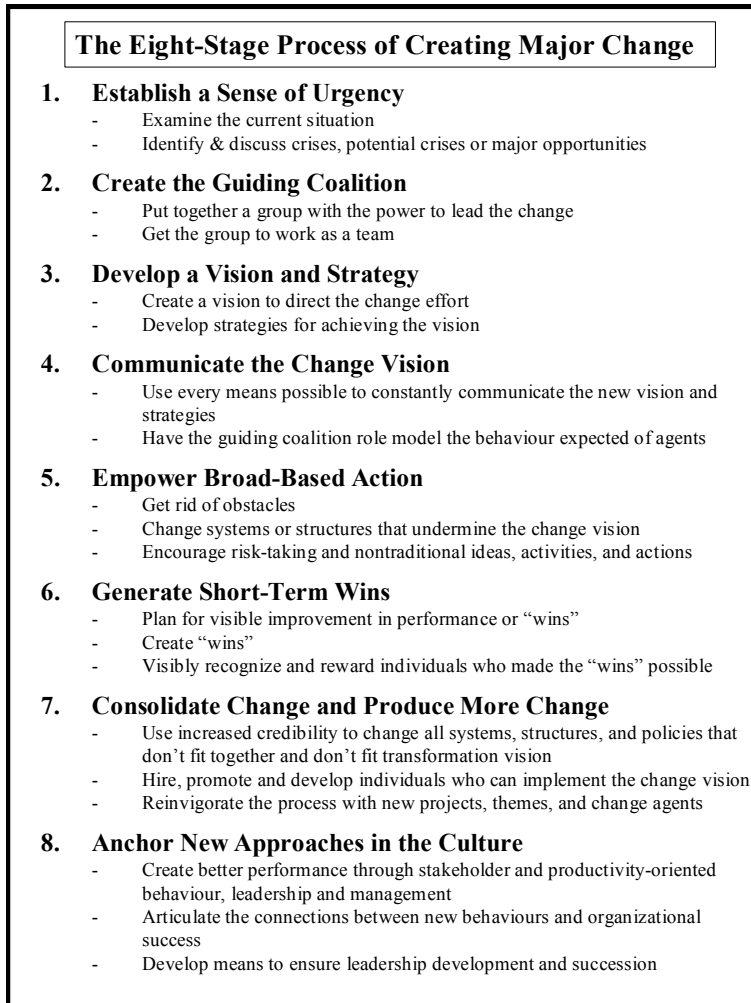 The Eight-Stage Process of Creating Major Change
1. Establish a Sense of Urgency
- Examine the current situation
- Identify & discuss crises, potential crises or major opportunities
2. Create the Guiding Coalition
- Put together a group with the power to lead the change
- Get the group to work as a team
3. Develop a Vision and Strategy
- Create a vision to direct the change effort
- Develop strategies for achieving the vision
4. Communicate the Change Vision
- Use every means possible to constantly communicate the new vision and
strategies
- Have the guiding coalition role model the behaviour expected of agents
5. Empower Broad-Based Action
- Get rid of obstacles
- Change systems or structures that undermine the change vision
- Encourage risk-taking and nontraditional ideas, activities, and actions
6. Generate Short-Term Wins
- Plan for visible improvement in performance or “wins”
- Create “wins”
- Visibly recognize and reward individuals who made the “wins” possible
7. Consolidate Change and Produce More Change
- Use increased credibility to change all systems, structures, and policies that
don’t fit together and don’t fit transformation vision
- Hire, promote and develop individuals who can implement the change vision
- Reinvigorate the process with new projects, themes, and change agents
8. Anchor New Approaches in the Culture
- Create better performance through stakeholder and productivity-oriented
behaviour, leadership and management
- Articulate the connections between new behaviours and organizational
success
- Develop means to ensure leadership development and succession